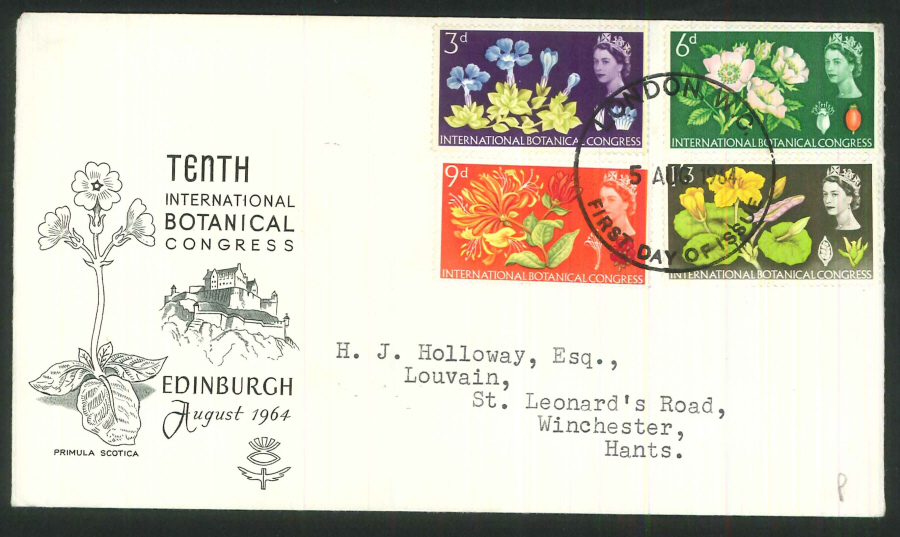 TENTH
INTERNATIONAL
BOTANICAL
CONGRESS
EDINBURGH
August 1964
PRIMULA SCOTICA
3d
INTERNATIONAL BOTANICAL CONGRESS
6d
INTERNATIONAL BOTANICAL CONGRESS
9d
INTERNATIONAL BOTANICAL CONGRESS
1'3
INTERNATIONAL BOTANICAL CONGRESS
LONDON, W.C.
5 AUG 1964
FIRST DAY OF ISSUE
H. J. Holloway, Esq.,
Louvain,
St. Leonard's Road,
Winchester,
Hants.
P